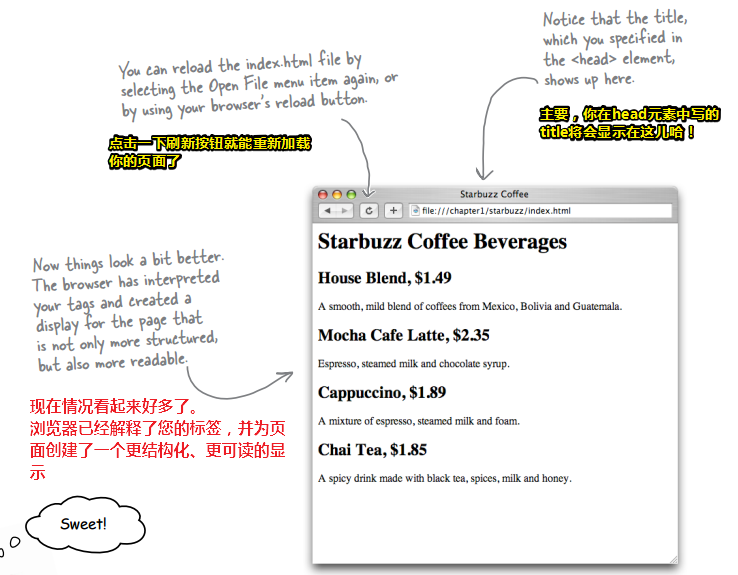 You can reload the index.html file by
selecting the Open File menu item again, or
by using your browser's reload button.
点击一下刷新按钮就能重新加载
你的页面了
Notice that the title,
which you specified in
the <head> element,
shows up here.
主要，你在head元素中写的
title将会显示在这儿哈！
Starbuzz Coffee
file:///chapter1/starbuzz/index.html
Starbuzz Coffee Beverages
House Blend, $1.49
A smooth, mild blend of coffees from Mexico, Bolivia and Guatemala.
Mocha Cafe Latte, $2.35
Espresso, steamed milk and chocolate syrup.
Cappuccino, $1.89
A mixture of espresso, steamed milk and foam.
Chai Tea, $1.85
A spicy drink made with black tea, spices, milk and honey.
Now things look a bit better.
The browser has interpreted
your tags and created a
display for the page that
is not only more structured,
but also more readable.
现在情况看起来好多了。
浏览器已经解释了您的标签，并为页
面创建了一个更结构化、更可读的显
示
Sweet!